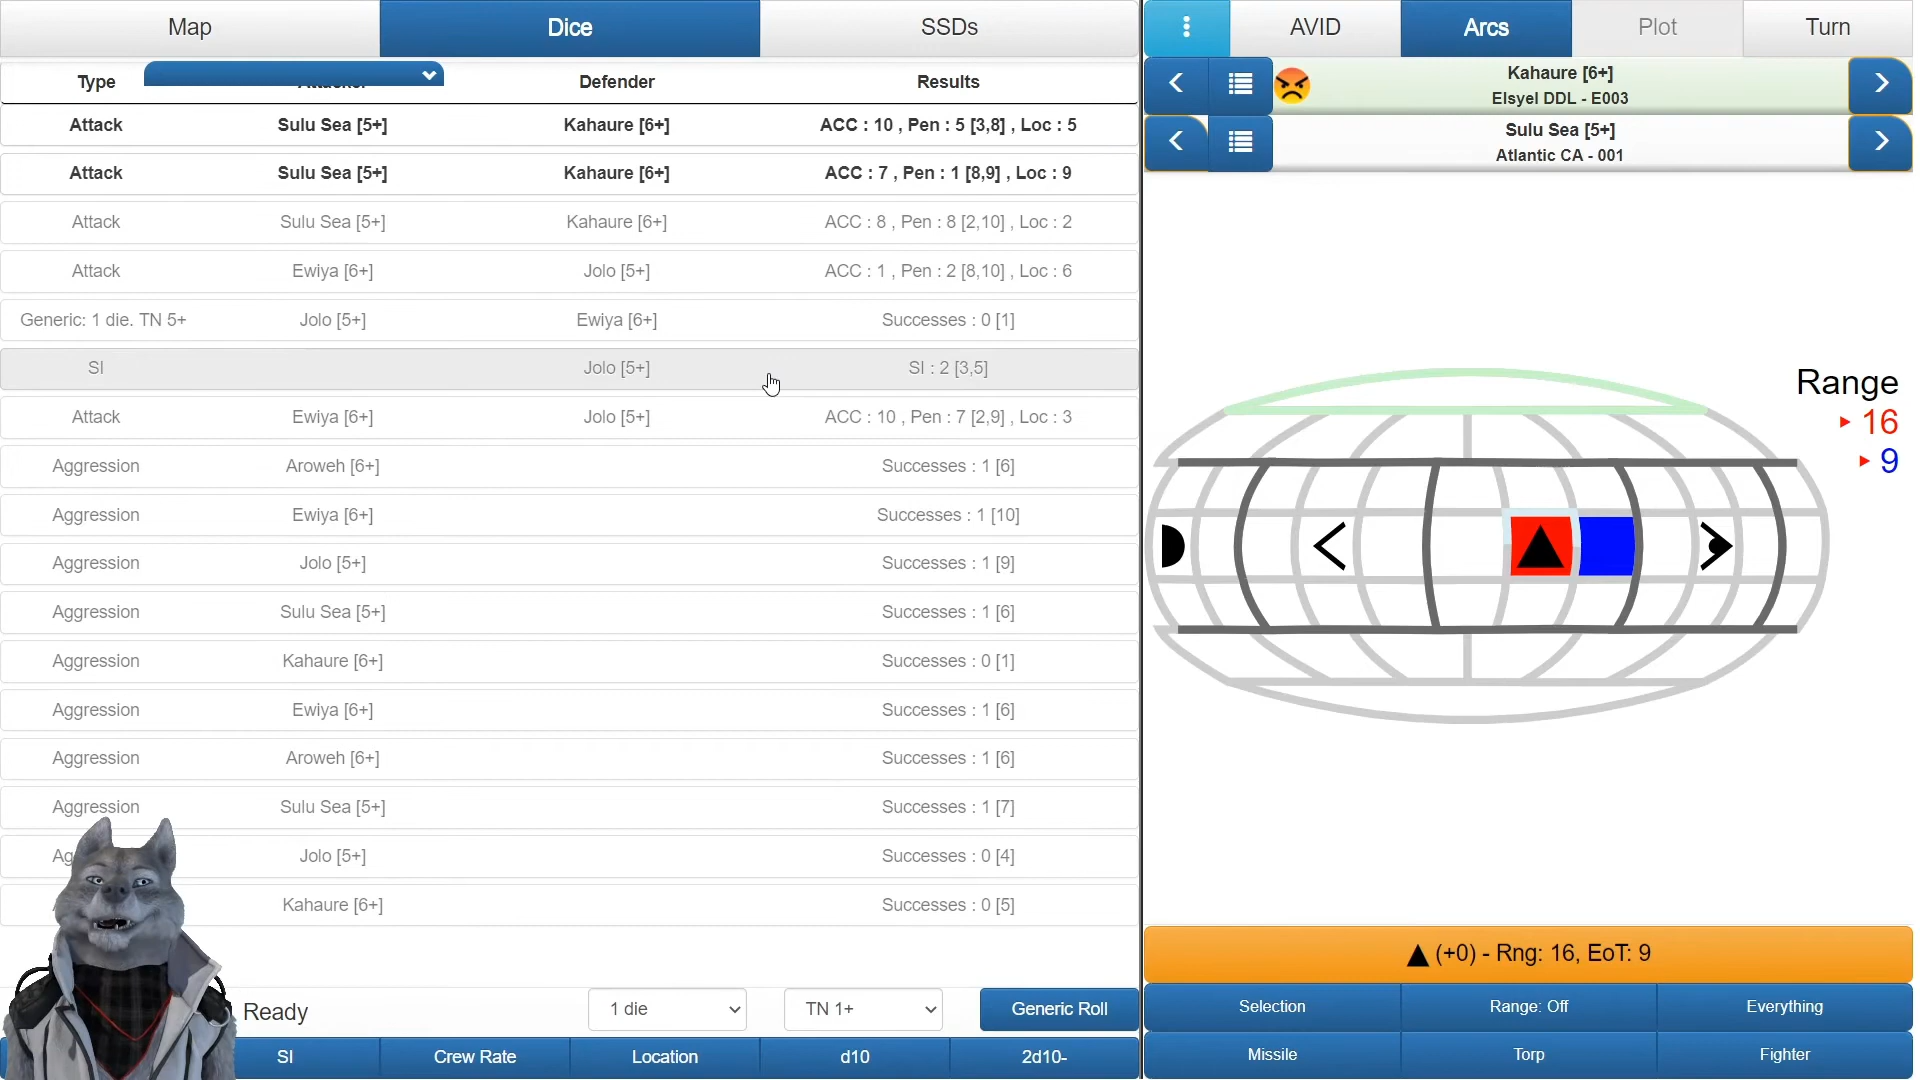 Map Dice SSDs AVID Arcs Plot Turn
Type Defender Results
Attack Sulu Sea [5+] Kahaure [6+] ACC : 10 , Pen : 5 [3,8] , Loc : 5
Attack Sulu Sea [5+] Kahaure [6+] ACC : 7 , Pen : 1 [8,9] , Loc : 9
Attack Sulu Sea [5+] Kahaure [6+] ACC : 8 , Pen : 8 [2,10] , Loc : 2
Attack Ewiya [6+] Jolo [5+] ACC : 1 , Pen : 2 [8,10] , Loc : 6
Generic: 1 die. TN 5+ Jolo [5+] Ewiya [6+] Successes : 0 [1]
SI Jolo [5+] SI : 2 [3,5]
Attack Ewiya [6+] Jolo [5+] ACC : 10 , Pen : 7 [2,9] , Loc : 3
Aggression Aroweh [6+] Successes : 1 [6]
Aggression Ewiya [6+] Successes : 1 [10]
Aggression Jolo [5+] Successes : 1 [9]
Aggression Sulu Sea [5+] Successes : 1 [6]
Aggression Kahaure [6+] Successes : 0 [1]
Aggression Ewiya [6+] Successes : 1 [6]
Aggression Aroweh [6+] Successes : 1 [6]
Aggression Sulu Sea [5+] Successes : 1 [7]
Jolo [5+] Successes : 0 [4]
Kahaure [6+] Successes : 0 [5]
Ready 1 die TN 1+ Generic Roll
SI Crew Rate Location d10 2d10-
Kahaure [6+]
Elsyel DDL - E003
Sulu Sea [5+]
Atlantic CA - 001
Range
16
9
▲ (+0) - Rng: 16, EoT: 9
Selection Range: Off Everything
Missile Torp Fighter